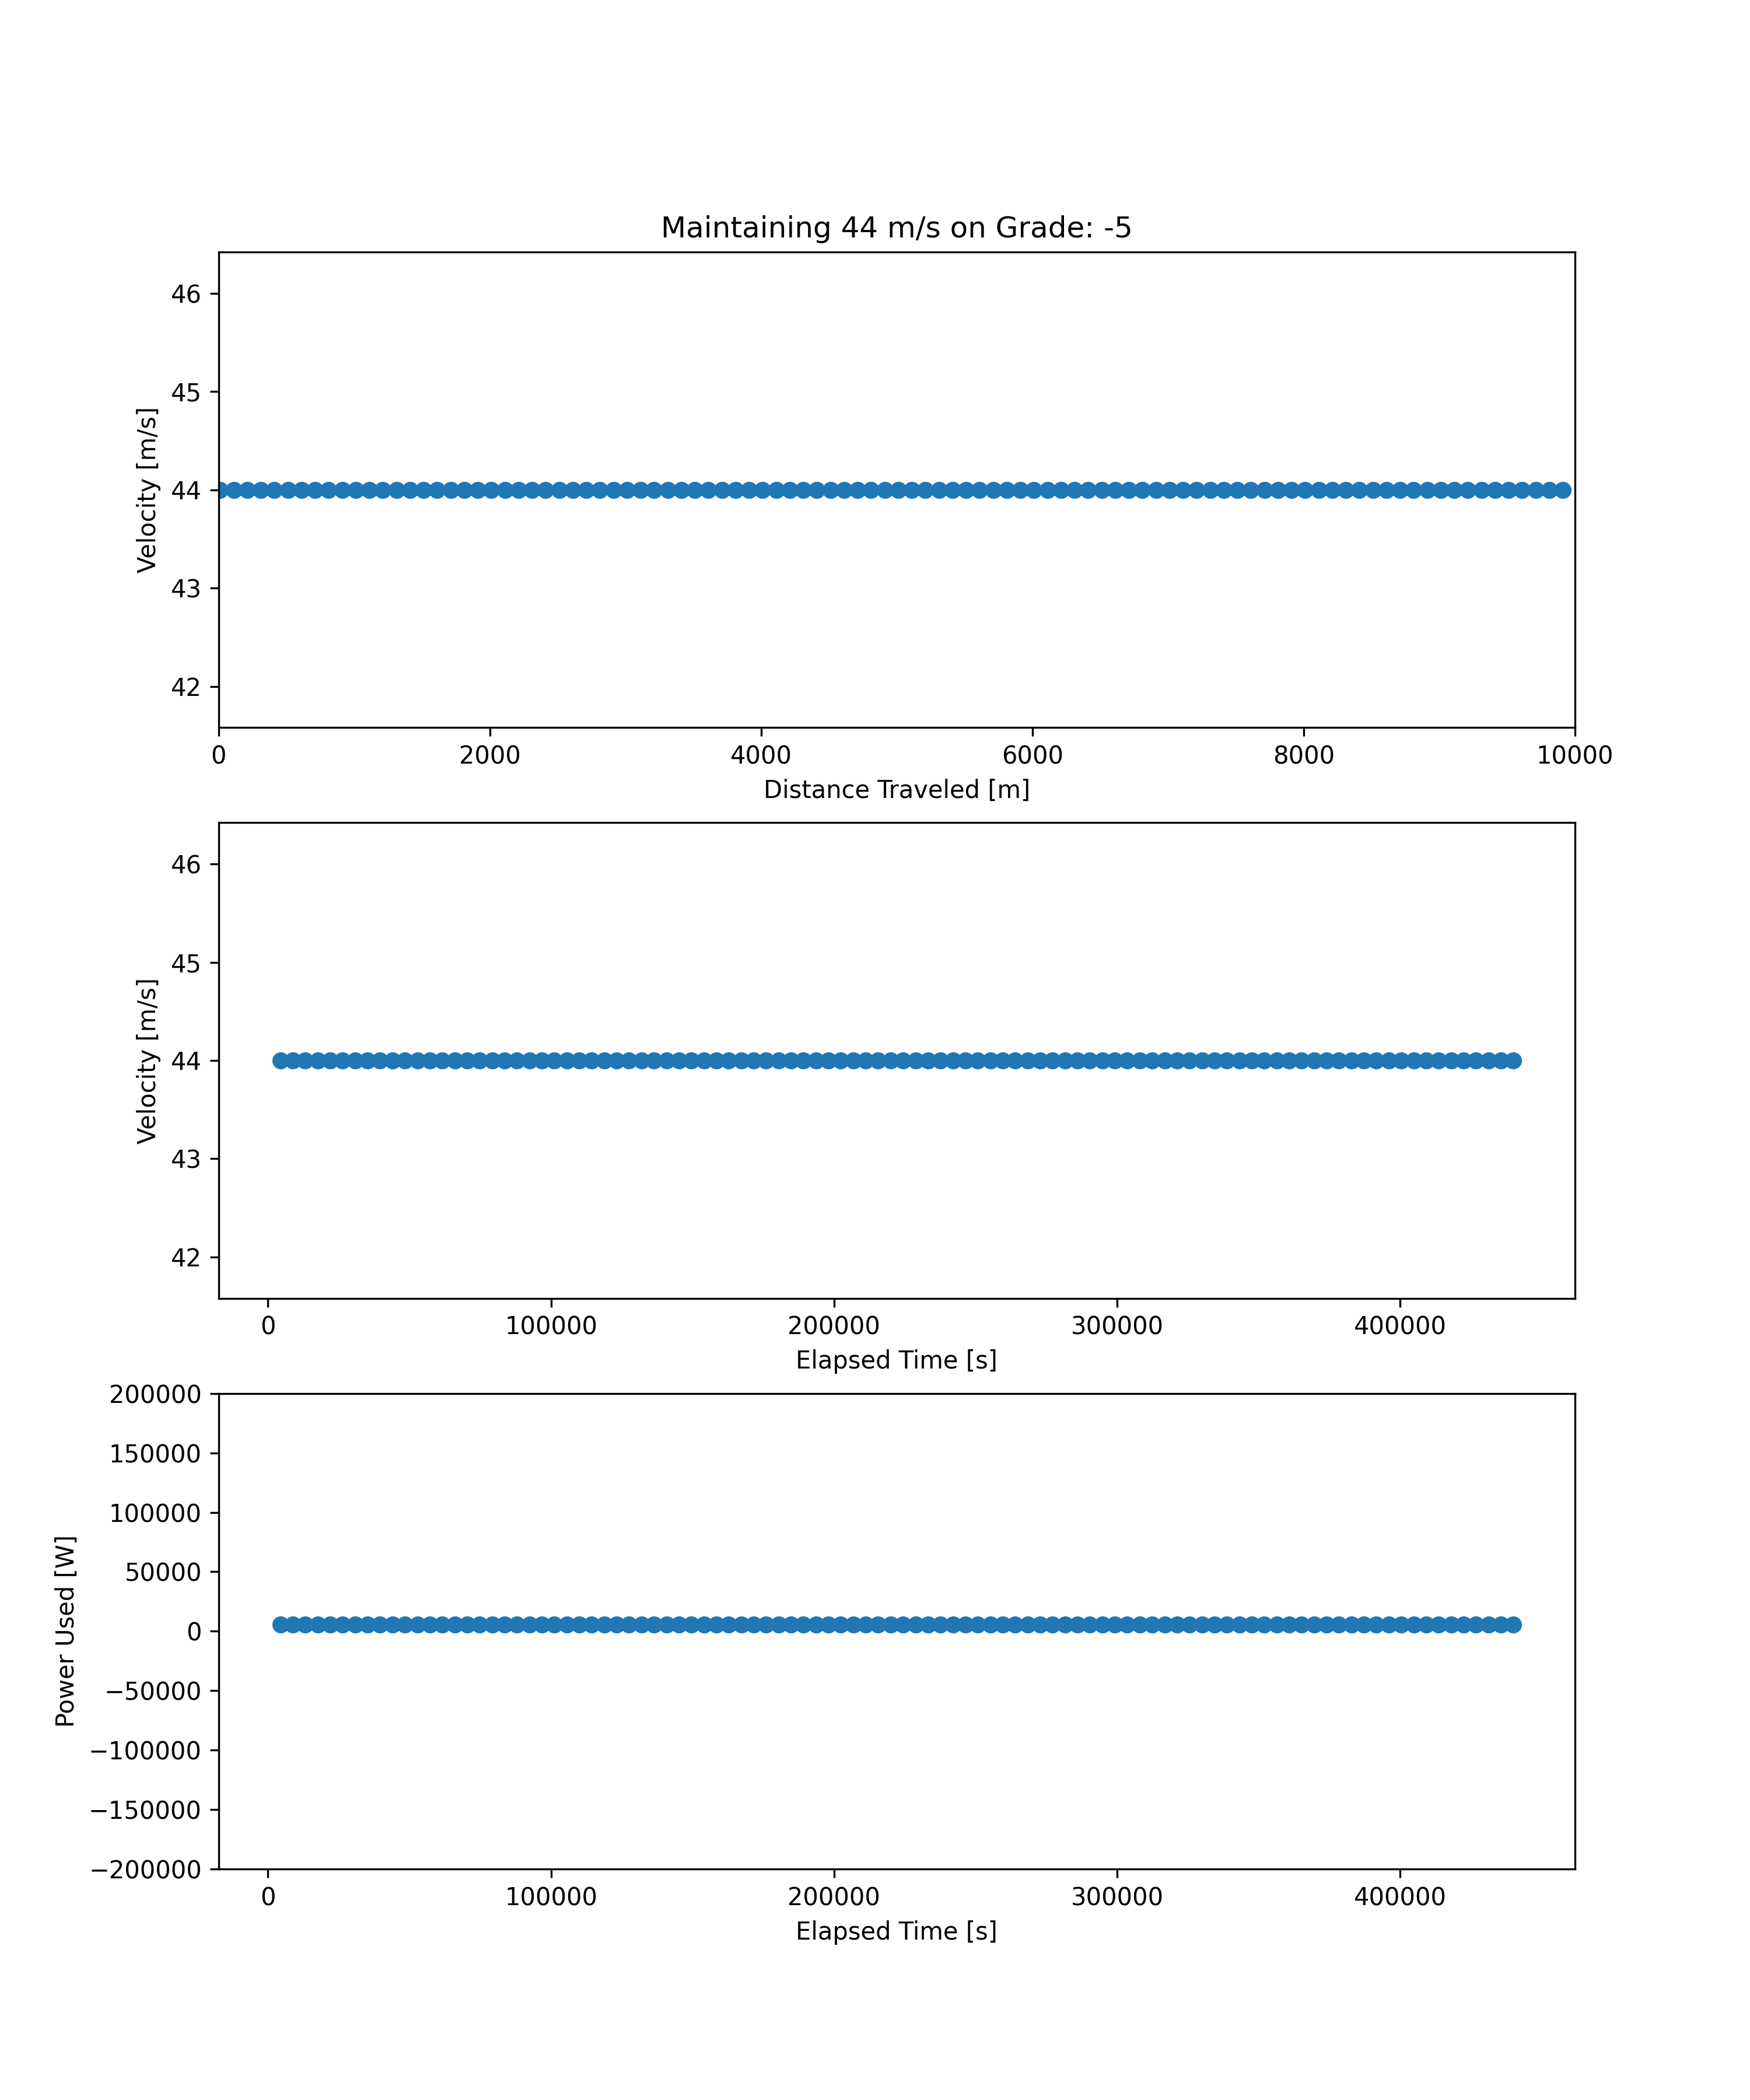 Maintaining 44 m/s on Grade: -5
46
45
44
43
42
Velocity [m/s]
0 2000 4000 6000 8000 10000
Distance Traveled [m]
46
45
44
43
42
Velocity [m/s]
0 100000 200000 300000 400000
Elapsed Time [s]
200000
150000
100000
50000
0
−50000
−100000
−150000
−200000
Power Used [W]
0 100000 200000 300000 400000
Elapsed Time [s]